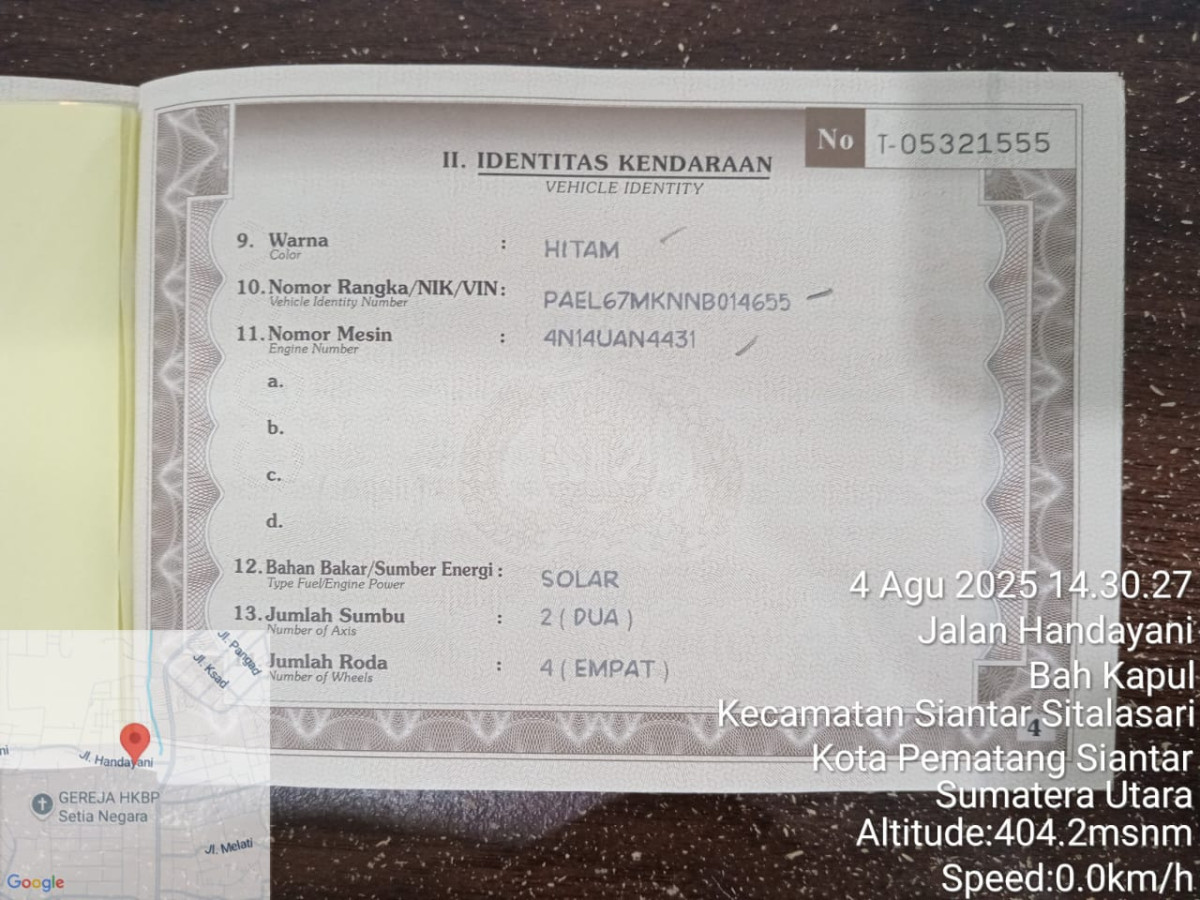 No T-05321555
II. IDENTITAS KENDARAAN
VEHICLE IDENTITY
9. Warna : HITAM
Color
10. Nomor Rangka/NIK/VIN: PAEL67MKNNB014655
Vehicle Identity Number
11. Nomor Mesin : 4N14UAN4431
Engine Number
a.
b.
c.
d.
12. Bahan Bakar/Sumber Energi : SOLAR
Type Fuel/Engine Power
13. Jumlah Sumbu : 2 ( DUA )
Number of Axis
Jumlah Roda : 4 ( EMPAT )
Number of Wheels
4
4 Agu 2025 14.30.27
Jalan Handayani
Bah Kapul
Kecamatan Siantar Sitalasari
Kota Pematang Siantar
Sumatera Utara
Altitude:404.2msnm
Speed:0.0km/h
Jl. Pangad
Jl. Ksad
Jl. Handayani
GEREJA HKBP
Setia Negara
Jl. Melati
Google